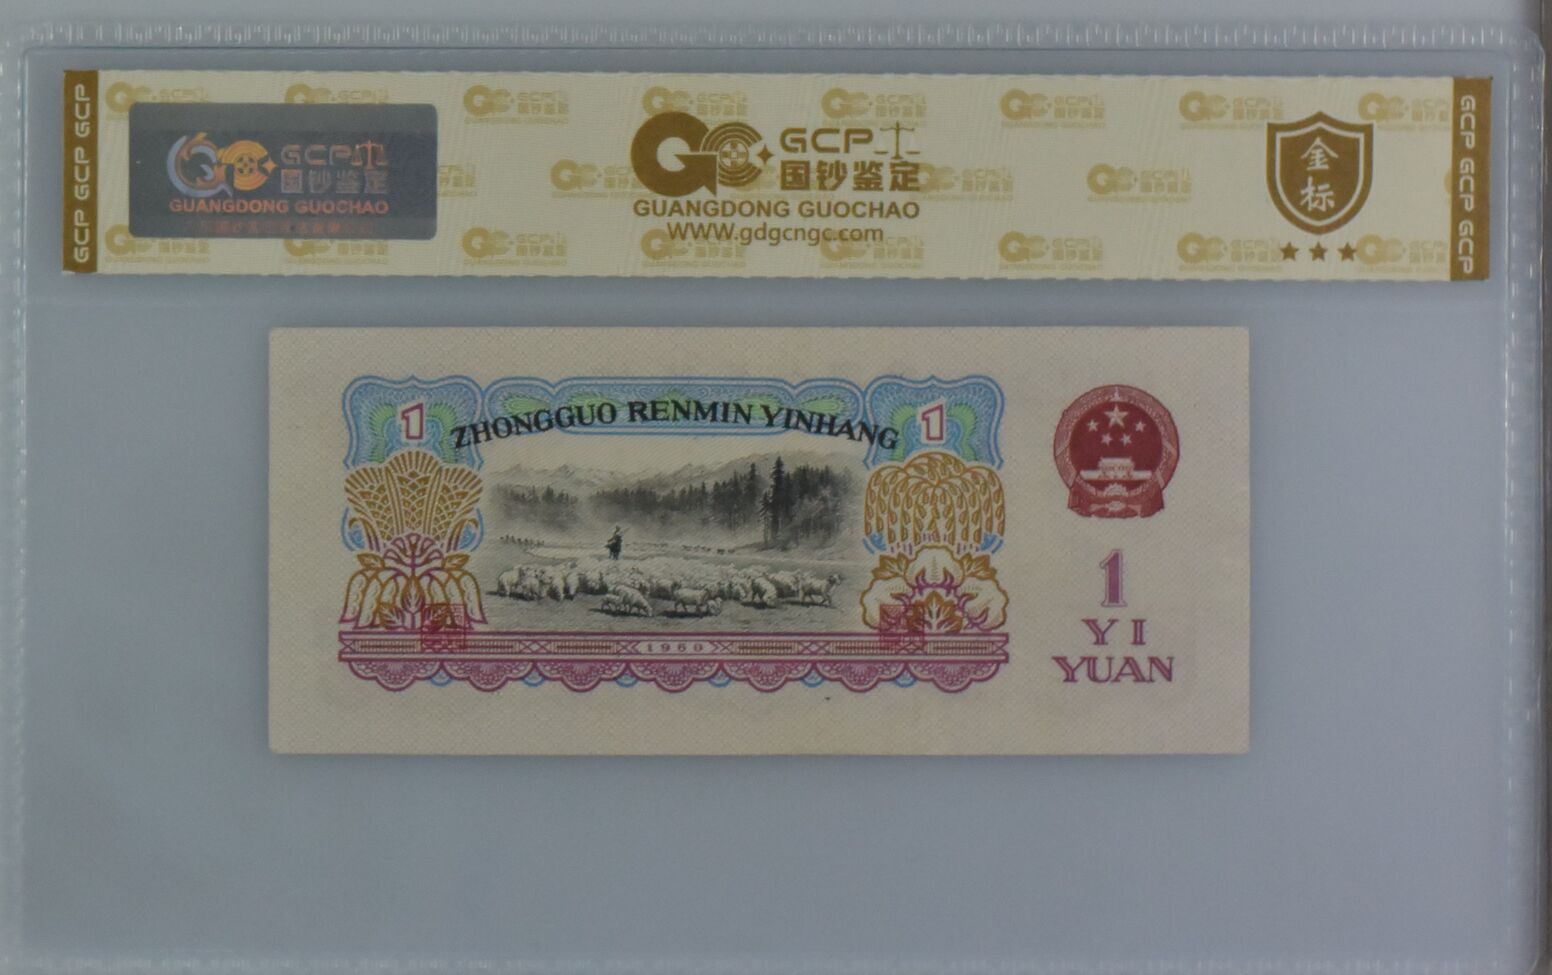 GCP GCP GCP
GCP
国钞鉴定
GUANGDONG GUOCHAO
GCP
国钞鉴定
GUANGDONG GUOCHAO
WWW.gdgcngc.com
金
标
GCP GCP GCP
1
ZHONGGUO RENMIN YINHANG
1
1960
1
YI
YUAN